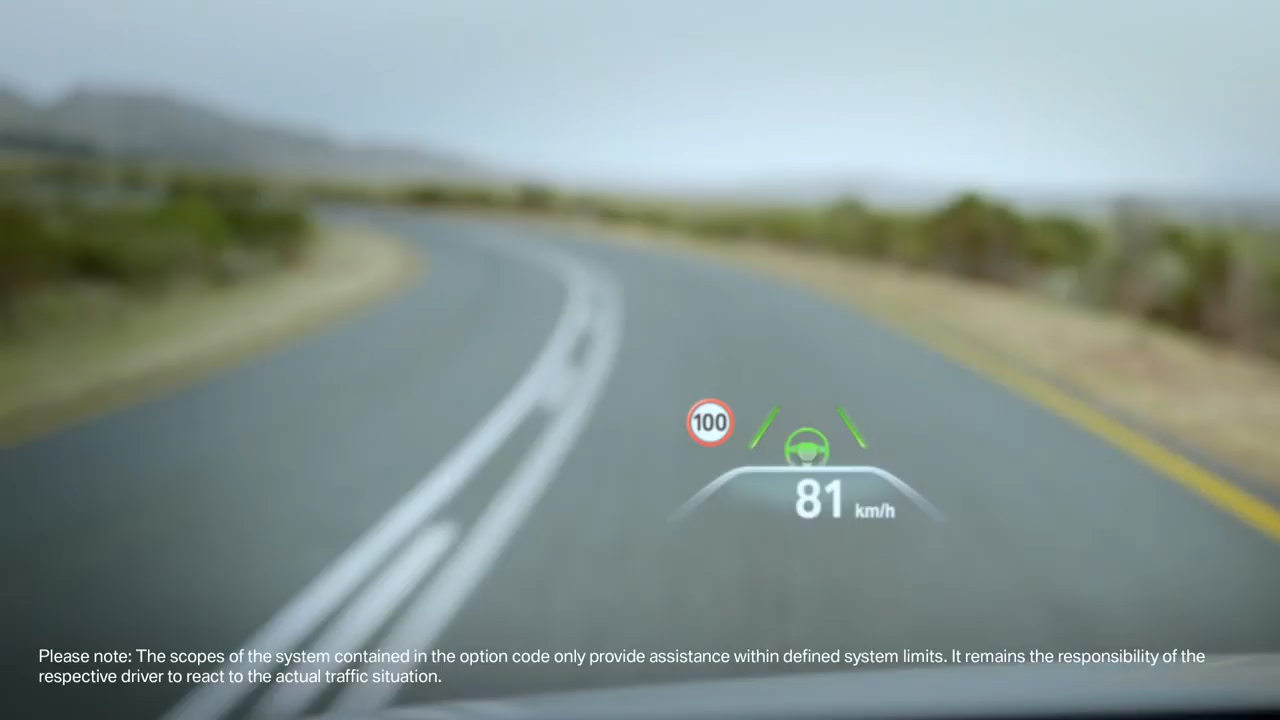 100
81 km/h
Please note: The scopes of the system contained in the option code only provide assistance within defined system limits. It remains the responsibility of the
respective driver to react to the actual traffic situation.